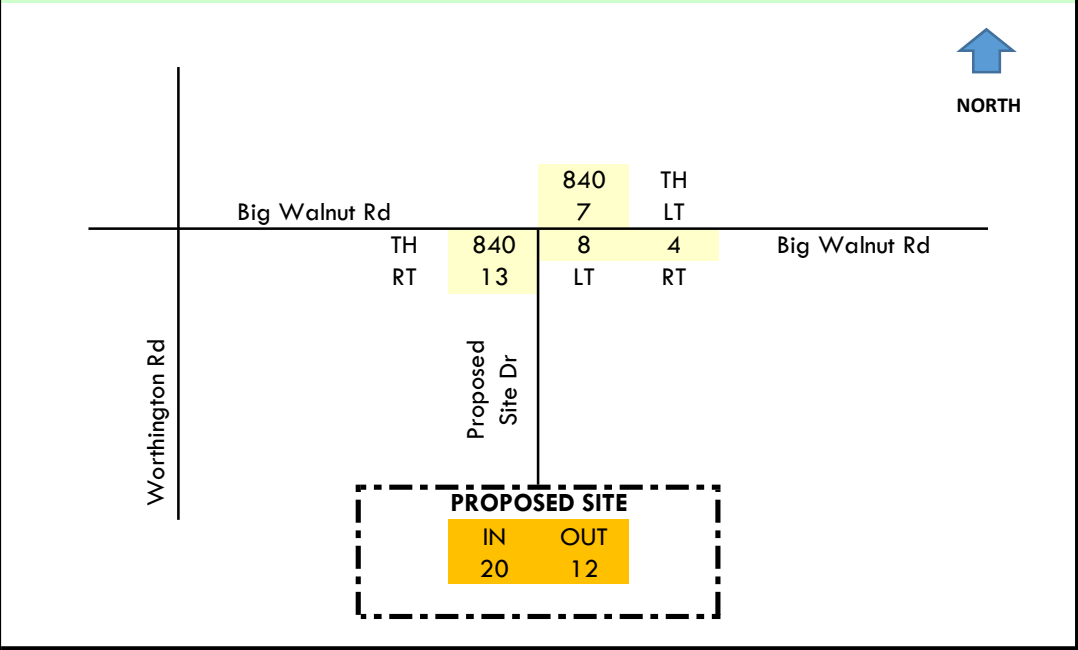 NORTH
840 TH
Big Walnut Rd 7 LT
TH 840 8 4 Big Walnut Rd
RT 13 LT RT
Worthington Rd
Proposed
Site Dr
PROPOSED SITE
IN OUT
20 12